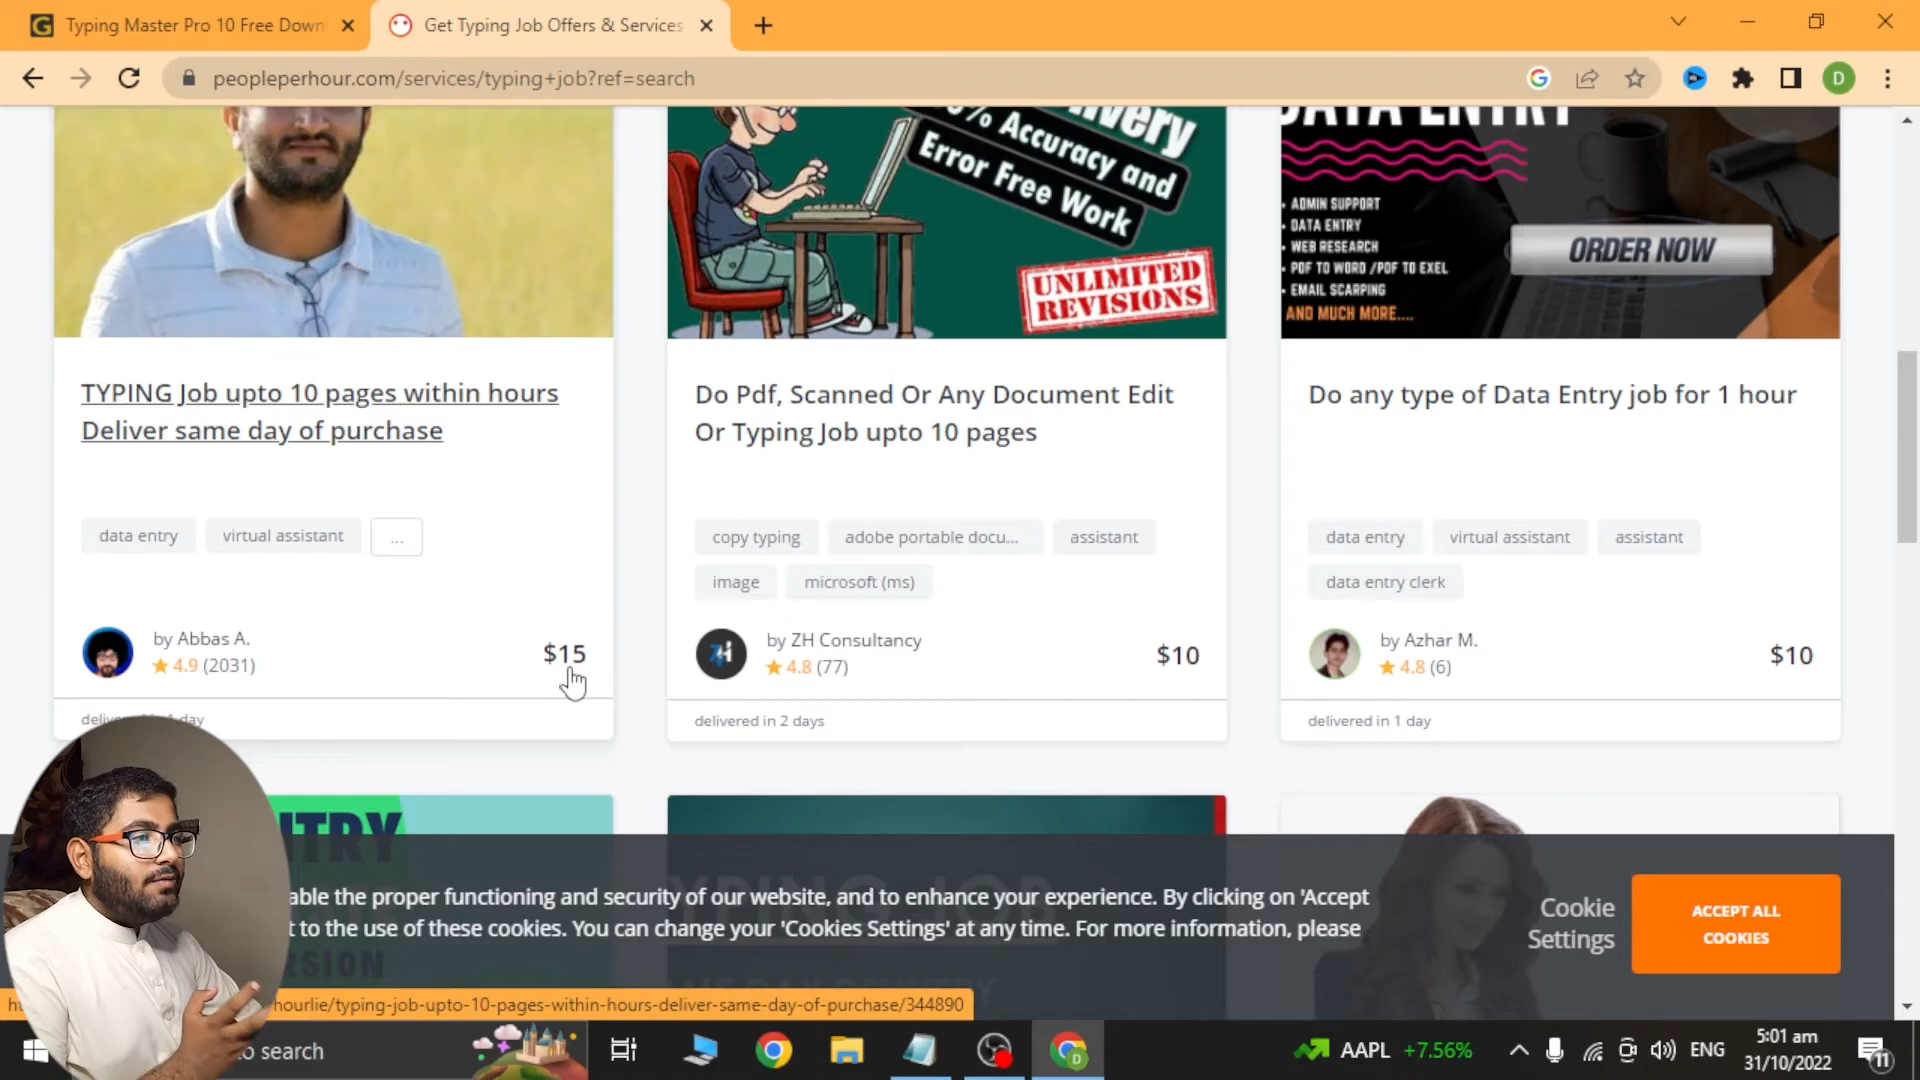 Typing Master Pro 10 Free Down
Get Typing Job Offers & Services
peopleperhour.com/services/typing+job?ref=search
D
% Accuracy and
Error Free Work
UNLIMITED
REVISIONS
DATA ENTRY
• ADMIN SUPPORT
• DATA ENTRY
• WEB RESEARCH
• PDF TO WORD /PDF TO EXEL
• EMAIL SCARPING
AND MUCH MORE....
ORDER NOW
TYPING Job upto 10 pages within hours
Deliver same day of purchase
data entry
virtual assistant
...
by Abbas A.
4.9 (2031)
$15
1 day
Do Pdf, Scanned Or Any Document Edit
Or Typing Job upto 10 pages
copy typing
adobe portable docu...
assistant
image
microsoft (ms)
by ZH Consultancy
4.8 (77)
$10
delivered in 2 days
Do any type of Data Entry job for 1 hour
data entry
virtual assistant
assistant
data entry clerk
by Azhar M.
4.8 (6)
$10
delivered in 1 day
able the proper functioning and security of our website, and to enhance your experience. By clicking on 'Accept
t to the use of these cookies. You can change your 'Cookies Settings' at any time. For more information, please
Cookie
Settings
ACCEPT ALL
COOKIES
hourlie/typing-job-upto-10-pages-within-hours-deliver-same-day-of-purchase/344890
o search
AAPL +7.56%
ENG
5:01 am
31/10/2022
11